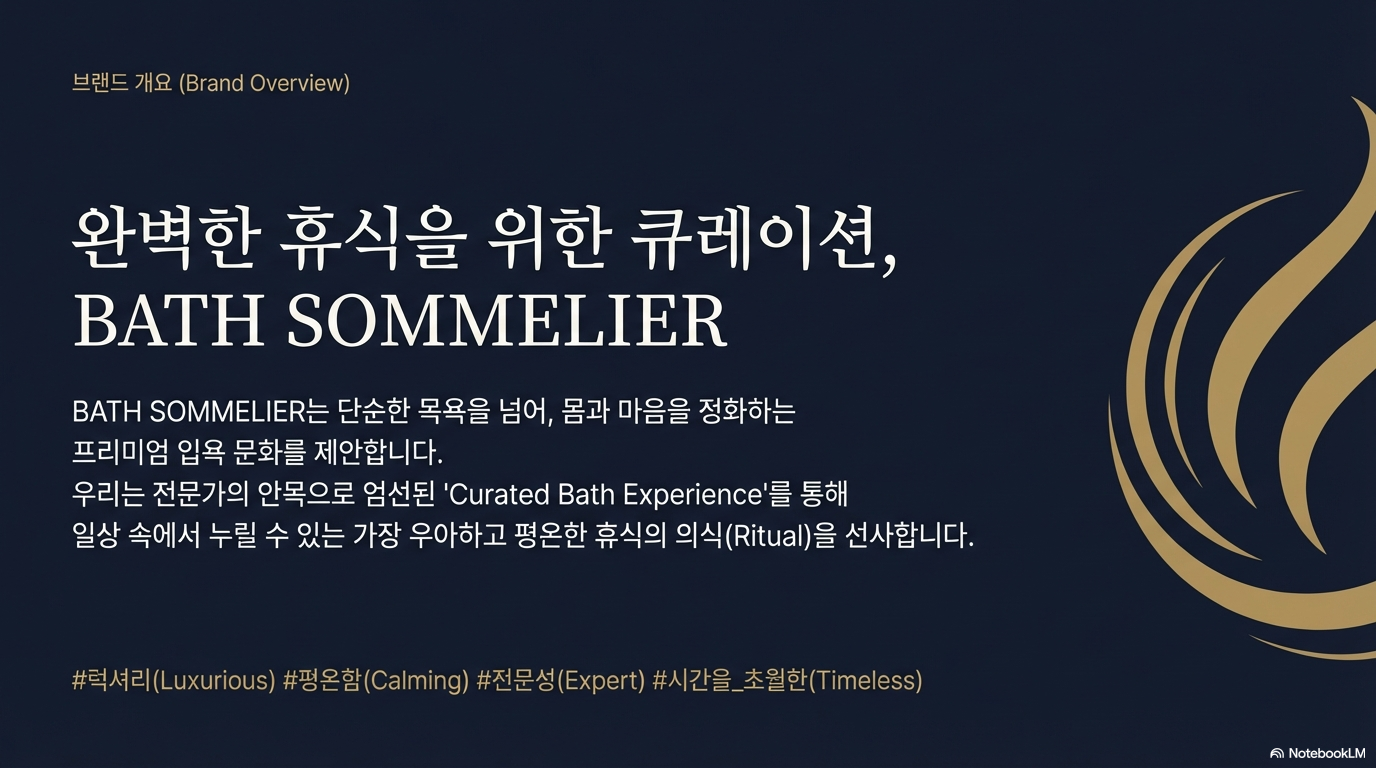 브랜드 개요 (Brand Overview)
완벽한 휴식을 위한 큐레이션,
BATH SOMMELIER
BATH SOMMELIER는 단순한 목욕을 넘어, 몸과 마음을 정화하는
프리미엄 입욕 문화를 제안합니다.
우리는 전문가의 안목으로 엄선된 'Curated Bath Experience'를 통해
일상 속에서 누릴 수 있는 가장 우아하고 평온한 휴식의 의식(Ritual)을 선사합니다.
#럭셔리(Luxurious) #평온함(Calming) #전문성(Expert) #시간을_초월한(Timeless)
NotebookLM